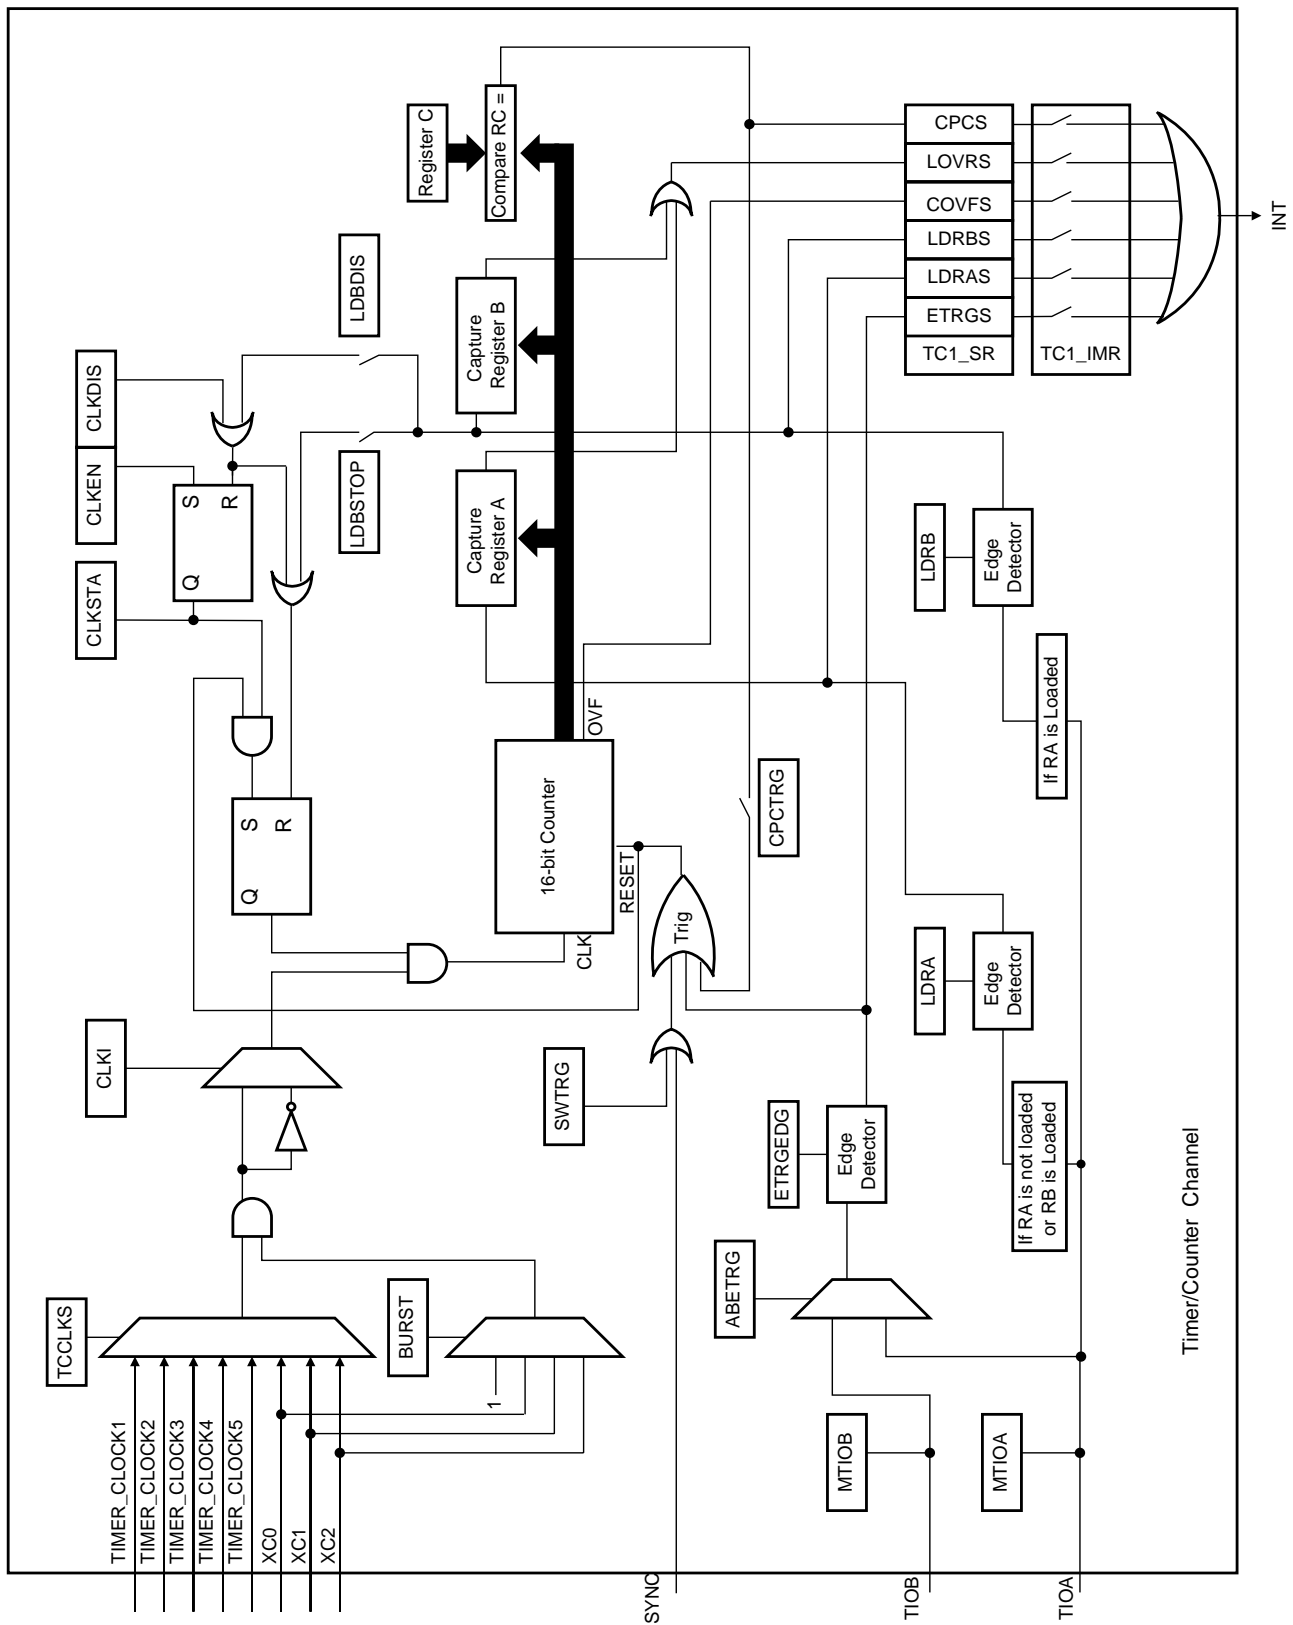 TCCLKS
TIMER_CLOCK1
TIMER_CLOCK2
TIMER_CLOCK3
TIMER_CLOCK4
TIMER_CLOCK5
XC0
XC1
XC2
BURST
1
CLKI
CLKSTA
CLKEN
CLKDIS
Q
S
R
Q
S
R
LDBSTOP
LDBDIS
Register C
Capture
Register A
Capture
Register B
Compare RC =
16-bit Counter
CLK
RESET
OVF
SWTRG
Trig
CPCTRG
SYNC
ABETRG
ETRGEDG
Edge
Detector
MTIOB
TIOB
MTIOA
TIOA
LDRA
Edge
Detector
If RA is not loaded
or RB is Loaded
LDRB
Edge
Detector
If RA is Loaded
CPCS
LOVRS
COVFS
LDRBS
LDRAS
ETRGS
TC1_SR
TC1_IMR
INT
Timer/Counter Channel